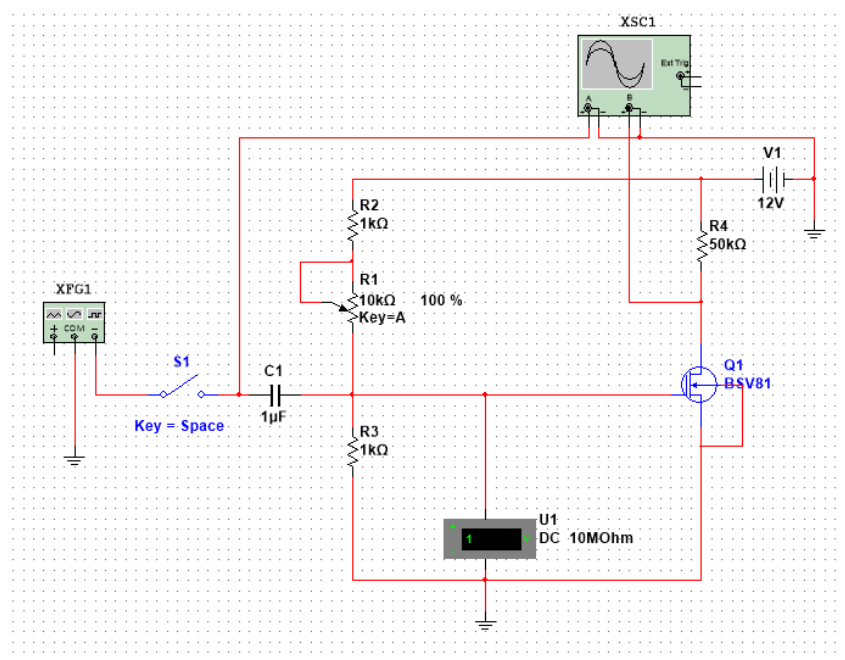 XSC1
Ext Trig
+
-
A
B
+ - + -
V1
12V
R2
1kΩ
R4
50kΩ
R1
10kΩ 100 %
Key=A
XFG1
+ COM -
S1
Key = Space
C1
1µF
Q1
BSV81
R3
1kΩ
U1
DC 10MOhm
+
1 V
-